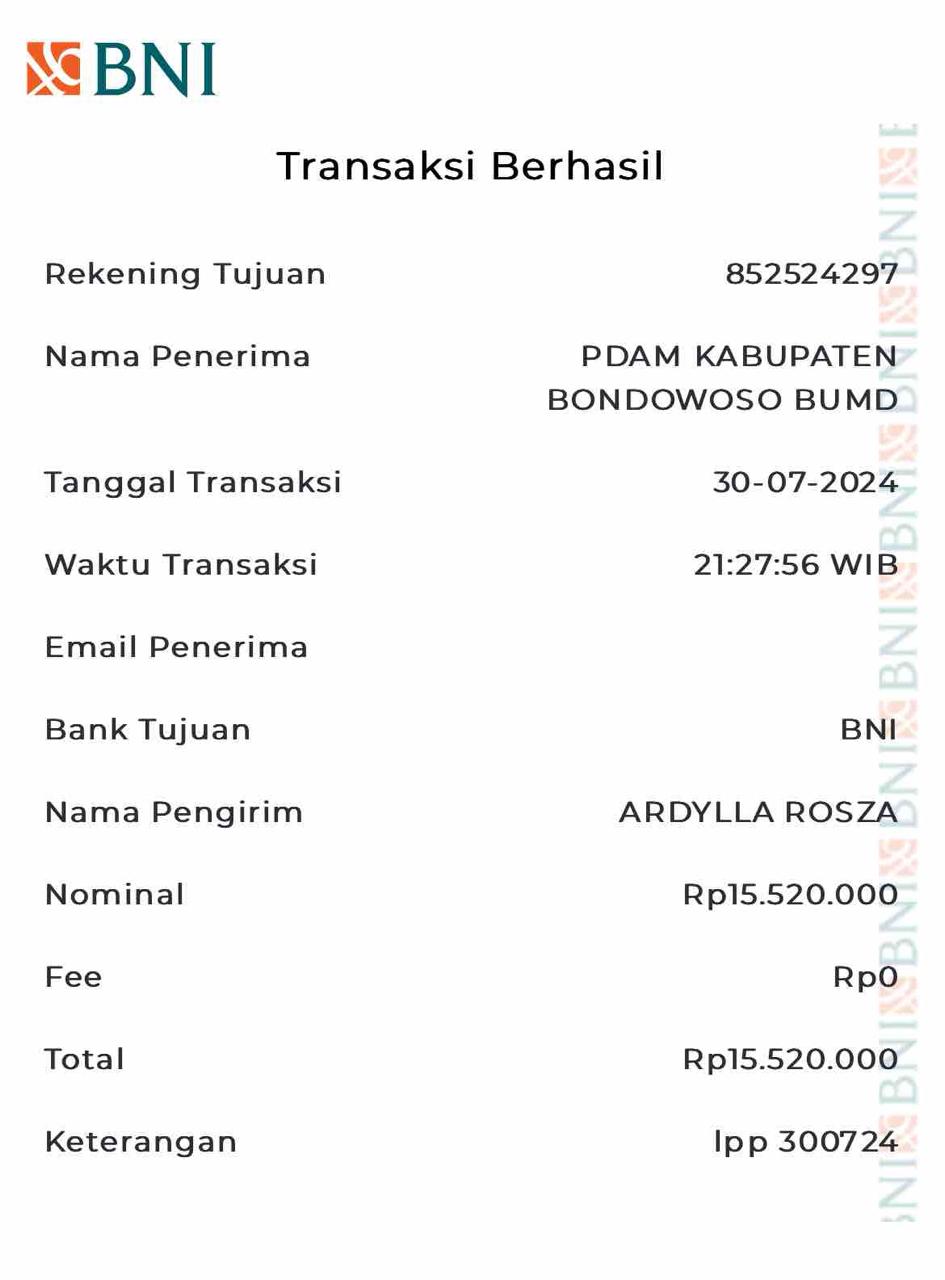 BNI
Transaksi Berhasil
Rekening Tujuan 852524297
Nama Penerima PDAM KABUPATEN
BONDOWOSO BUMD
Tanggal Transaksi 30-07-2024
Waktu Transaksi 21:27:56 WIB
Email Penerima
Bank Tujuan BNI
Nama Pengirim ARDYLLA ROSZA
Nominal Rp15.520.000
Fee Rp0
Total Rp15.520.000
Keterangan lpp 300724
BNI BNI BNI BNI BNI BNI BNI BNI